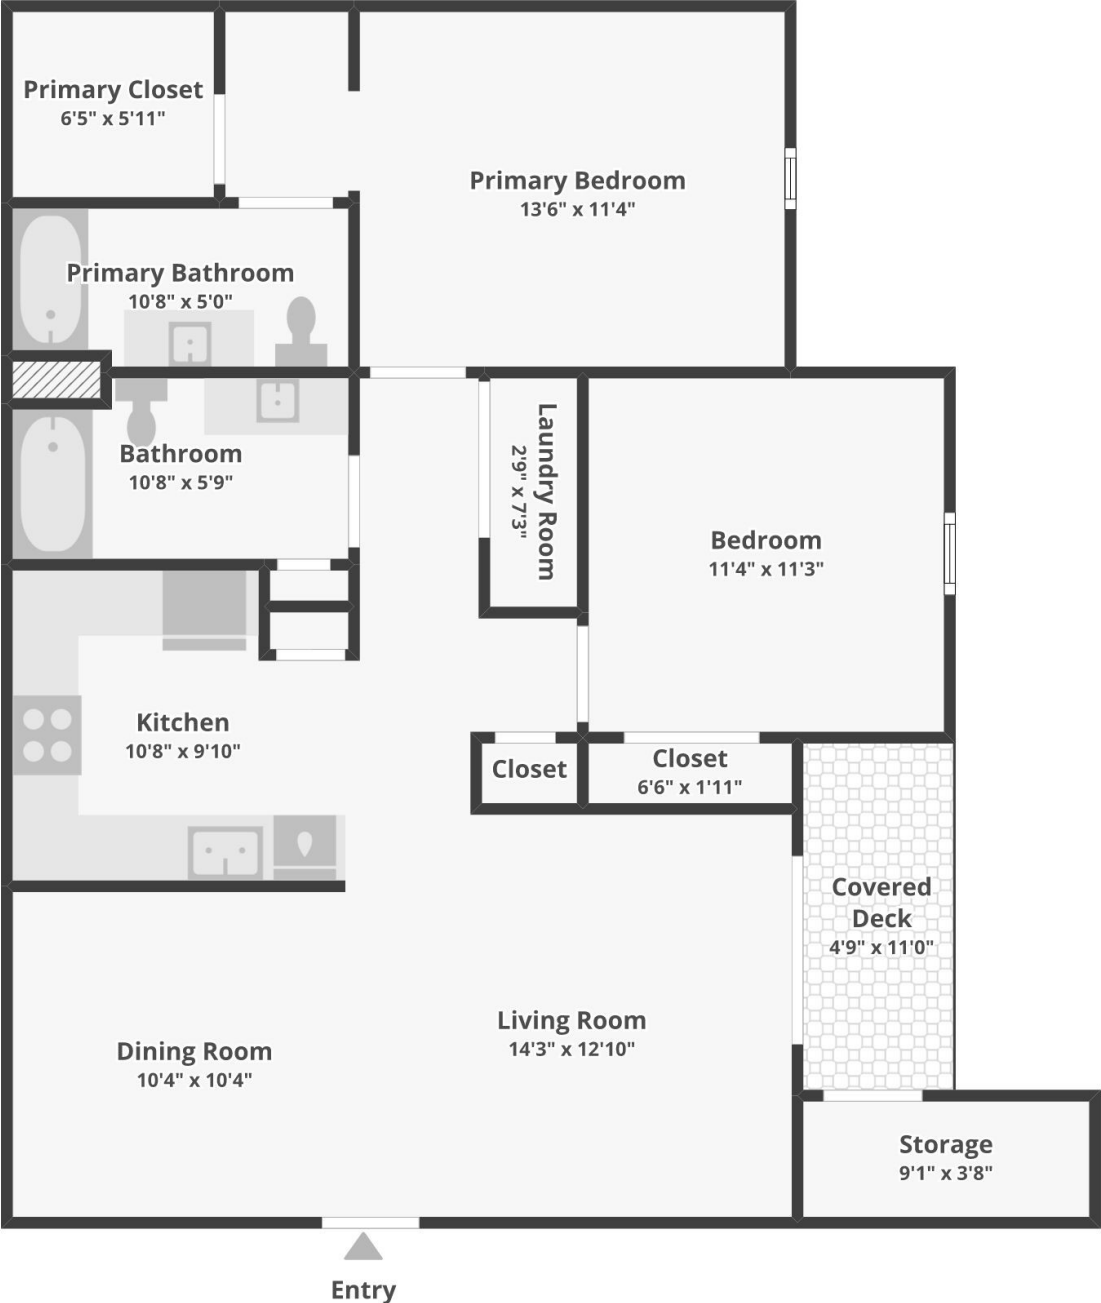 Primary Closet
6'5" x 5'11"
Primary Bedroom
13'6" x 11'4"
Primary Bathroom
10'8" x 5'0"
Bathroom
10'8" x 5'9"
Laundry Room
2'9" x 7'3"
Bedroom
11'4" x 11'3"
Kitchen
10'8" x 9'10"
Closet
Closet
6'6" x 1'11"
Covered
Deck
4'9" x 11'0"
Living Room
14'3" x 12'10"
Dining Room
10'4" x 10'4"
Storage
9'1" x 3'8"
Entry